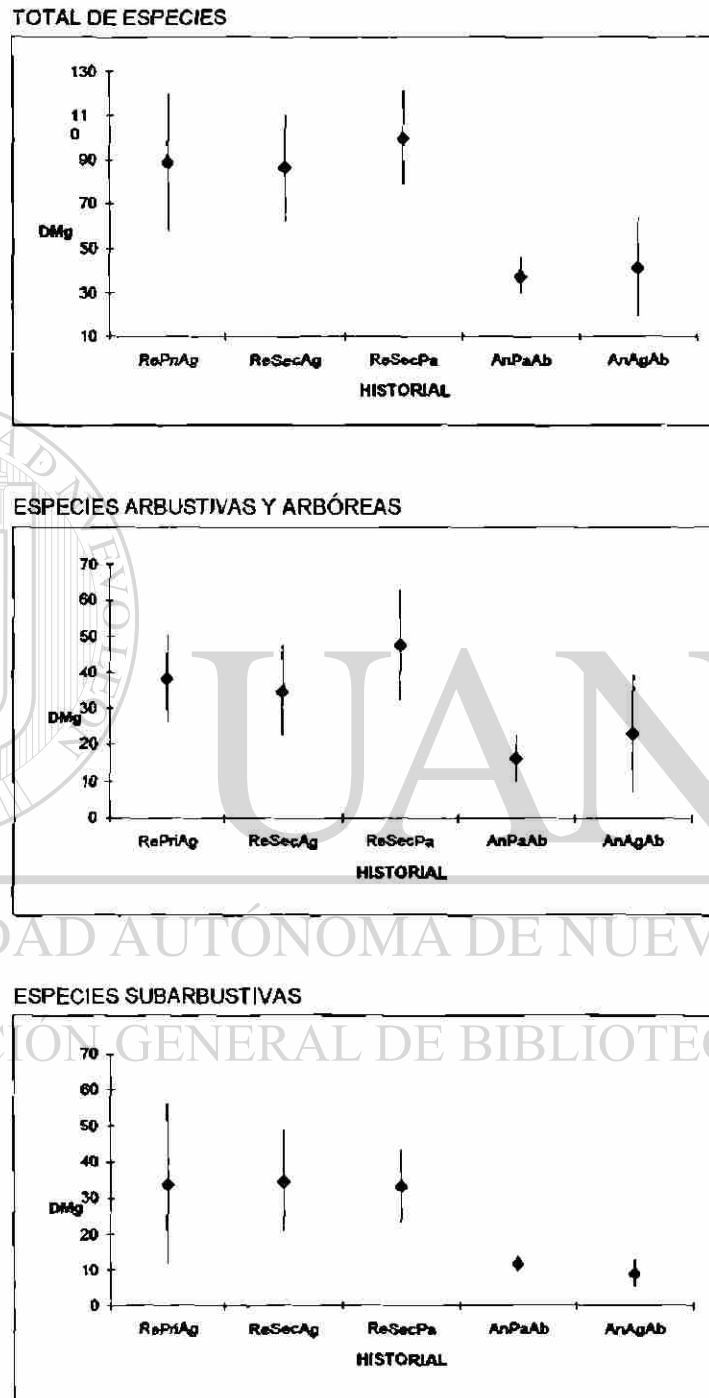 TOTAL DE ESPECIES
130
11
0
90
70
DMg
50
30
10
RePriAg ReSecAg ReSecPa AnPaAb AnAgAb
HISTORIAL
ESPECIES ARBUSTIVAS Y ARBÓREAS
70
60
50
40
30
DMg
20
10
0
RePriAg ReSecAg ReSecPa AnPaAb AnAgAb
HISTORIAL
UAN
DAD AUTÓNOMA DE NUEV
ESPECIES SUBARBUSTIVAS
CIÓN GENERAL DE BIBLIOTEC
70
60
50
40
30
DMg
20
10
0
RePriAg ReSecAg ReSecPa AnPaAb AnAgAb
HISTORIAL